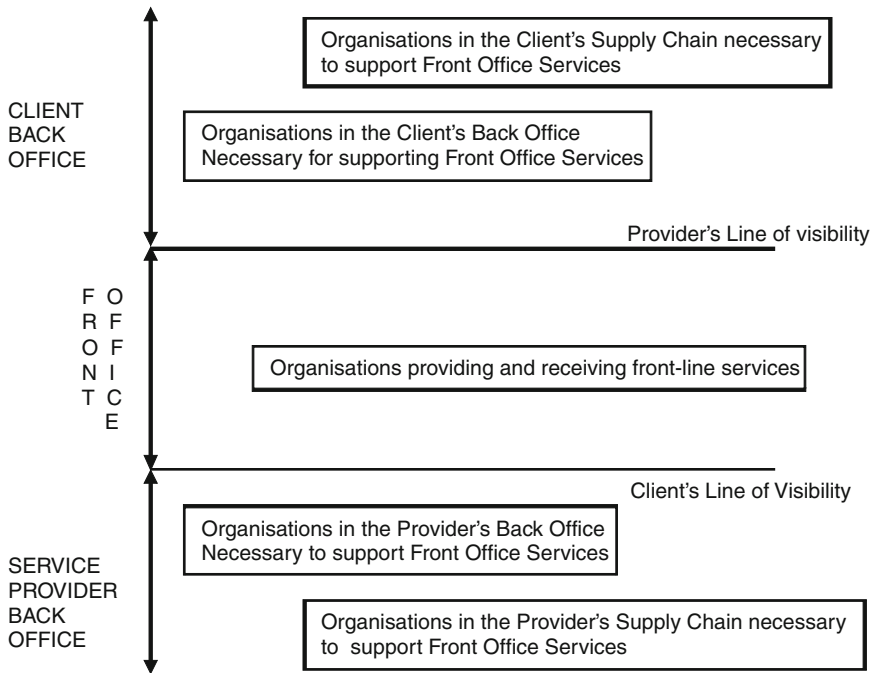 Organisations in the Client's Supply Chain necessary
to support Front Office Services
CLIENT
BACK
OFFICE
Organisations in the Client's Back Office
Necessary for supporting Front Office Services
Provider's Line of visibility
FRONT
OFFICE
Organisations providing and receiving front-line services
Client's Line of Visibility
Organisations in the Provider's Back Office
Necessary to support Front Office Services
SERVICE
PROVIDER
BACK
OFFICE
Organisations in the Provider's Supply Chain necessary
to support Front Office Services